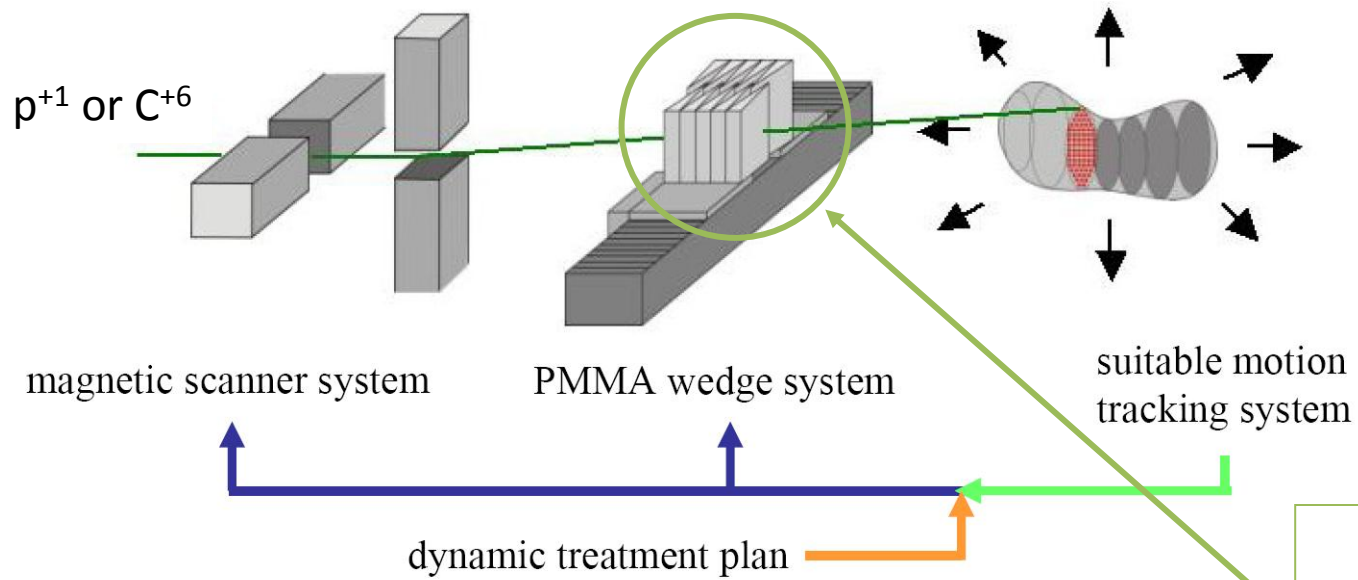 p⁺¹ or C⁺⁶
magnetic scanner system
PMMA wedge system
suitable motion
tracking system
dynamic treatment plan